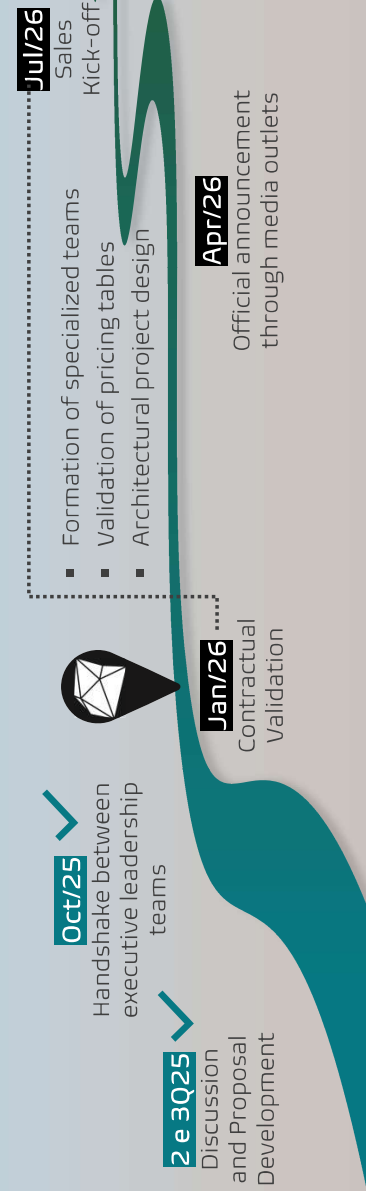 2 e 3Q25
Discussion
and Proposal
Development
Oct/25
Handshake between
executive leadership
teams
Jan/26
Contractual
Validation
▪ Formation of specialized teams
▪ Validation of pricing tables
▪ Architectural project design
Apr/26
Official announcement
through media outlets
Jul/26
Sales
Kick-off.